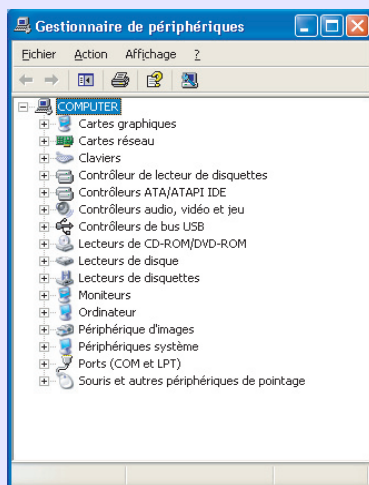 Gestionnaire de périphériques
Fichier Action Affichage ?
COMPUTER
Cartes graphiques
Cartes réseau
Claviers
Contrôleur de lecteur de disquettes
Contrôleurs ATA/ATAPI IDE
Contrôleurs audio, vidéo et jeu
Contrôleurs de bus USB
Lecteurs de CD-ROM/DVD-ROM
Lecteurs de disque
Lecteurs de disquettes
Moniteurs
Ordinateur
Périphérique d'images
Périphériques système
Ports (COM et LPT)
Souris et autres périphériques de pointage